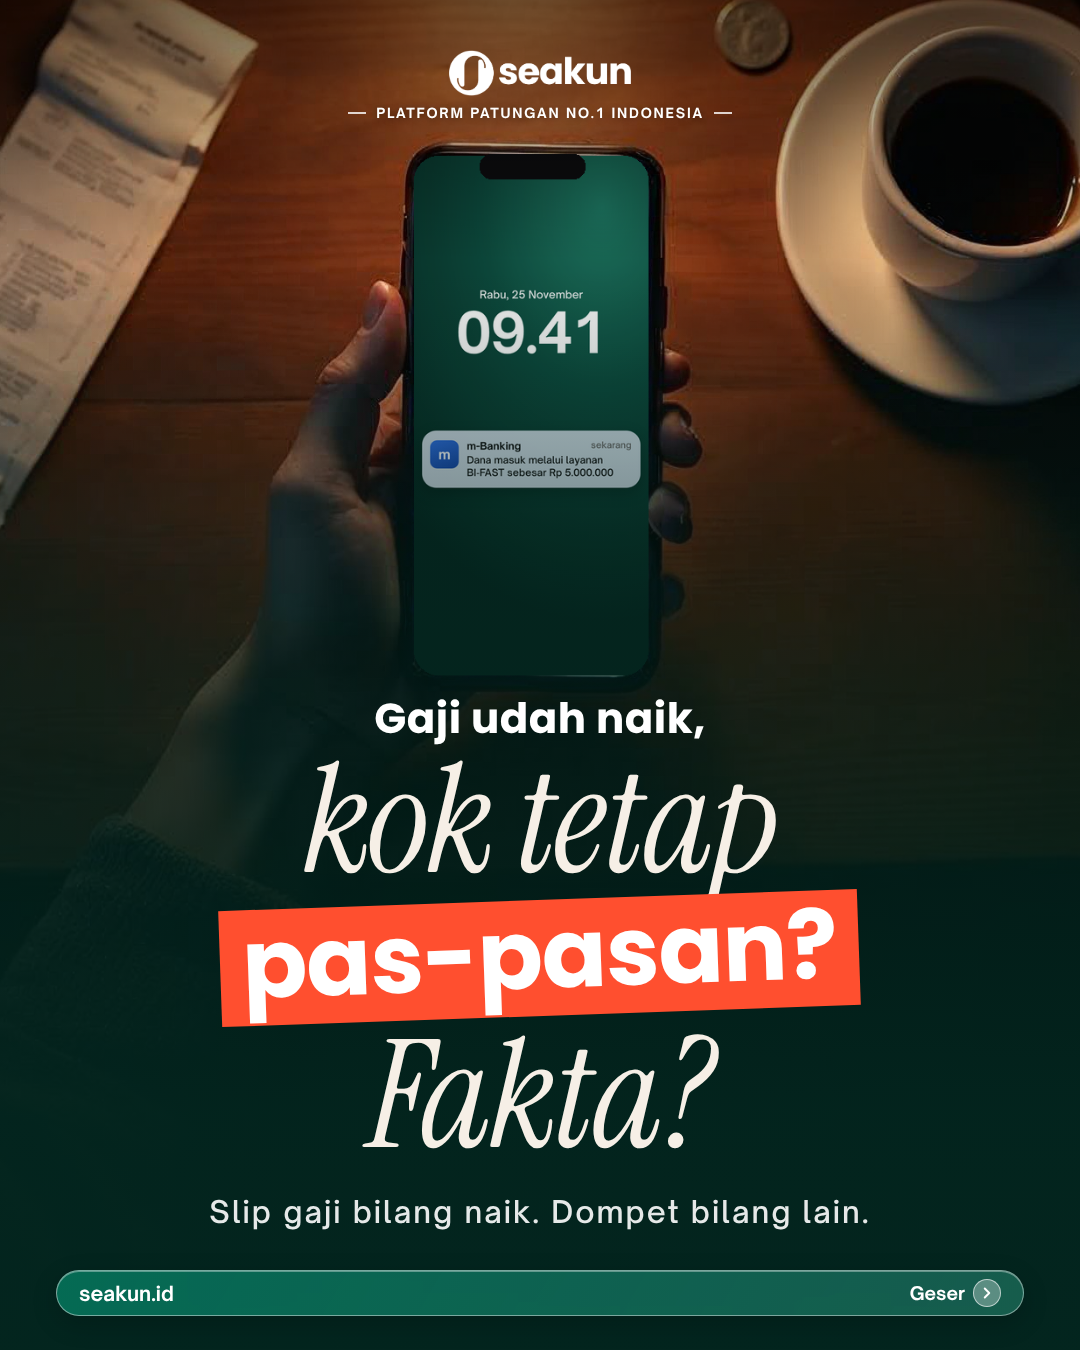 seakun
PLATFORM PATUNGAN NO.1 INDONESIA
Rabu, 25 November
09.41
m
m-Banking
sekarang
Dana masuk melalui layanan
BI-FAST sebesar Rp 5.000.000
Gaji udah naik,
kok tetap
pas-pasan?
Fakta?
Slip gaji bilang naik. Dompet bilang lain.
seakun.id
Geser